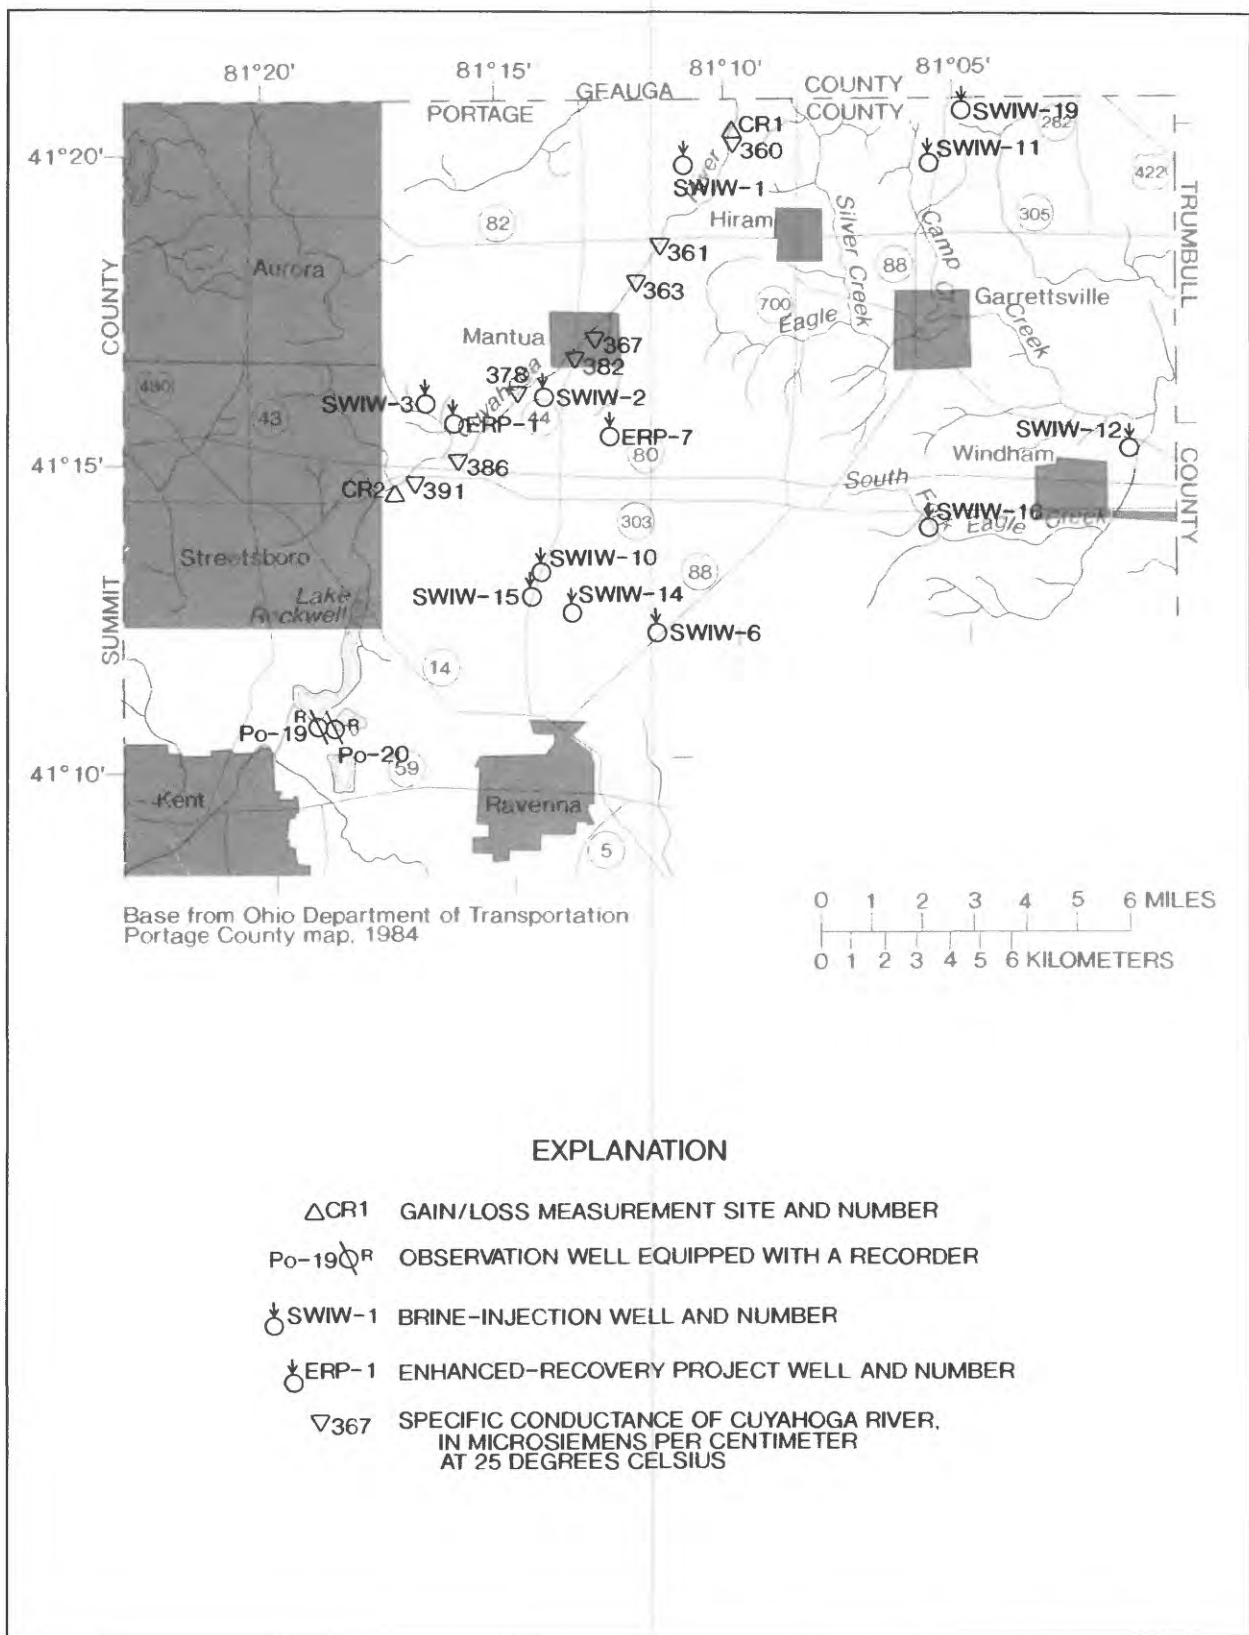 81°20'
81°15'
81°10'
81°05'
GEAUGA COUNTY
PORTAGE COUNTY
SWIW-19
CR1
282
41°20'
360
SWIW-11
422
River
SWIW-1
TRUMBULL
82
Hiram
305
Silver Creek
Camp Cr
361
88
Aurora
363
700
Garrettsville
Eagle Creek
COUNTY
Mantua
367
382
378
Cuyahoga
480
SWIW-3
SWIW-2
43
ERP-1
44
ERP-7
SWIW-12
80
Windham
41°15'
386
COUNTY
CR2
391
South Fork Eagle Creek
SWIW-16
303
Streetsboro
SWIW-10
88
Lake Rockwell
SWIW-15
SWIW-14
SUMMIT
SWIW-6
14
R
R
Po-19
Po-20
41°10'
59
Kent
Ravenna
5
Base from Ohio Department of Transportation
Portage County map, 1984
0 1 2 3 4 5 6 MILES
0 1 2 3 4 5 6 KILOMETERS
EXPLANATION
CR1 GAIN/LOSS MEASUREMENT SITE AND NUMBER
Po-19 R OBSERVATION WELL EQUIPPED WITH A RECORDER
SWIW-1 BRINE-INJECTION WELL AND NUMBER
ERP-1 ENHANCED-RECOVERY PROJECT WELL AND NUMBER
367 SPECIFIC CONDUCTANCE OF CUYAHOGA RIVER,
IN MICROSIEMENS PER CENTIMETER
AT 25 DEGREES CELSIUS